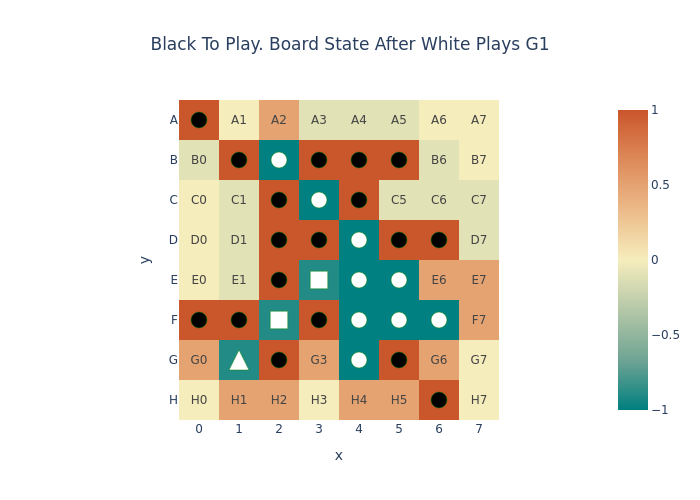 Black To Play. Board State After White Plays G1
A A1 A2 A3 A4 A5 A6 A7 1
B B0 B6 B7
C C0 C1 C5 C6 C7 0.5
D D0 D1 D7
y 0
E E0 E1 E6 E7
F F7 −0.5
G G0 G3 G6 G7
H H0 H1 H2 H3 H4 H5 H7 −1
0 1 2 3 4 5 6 7
x